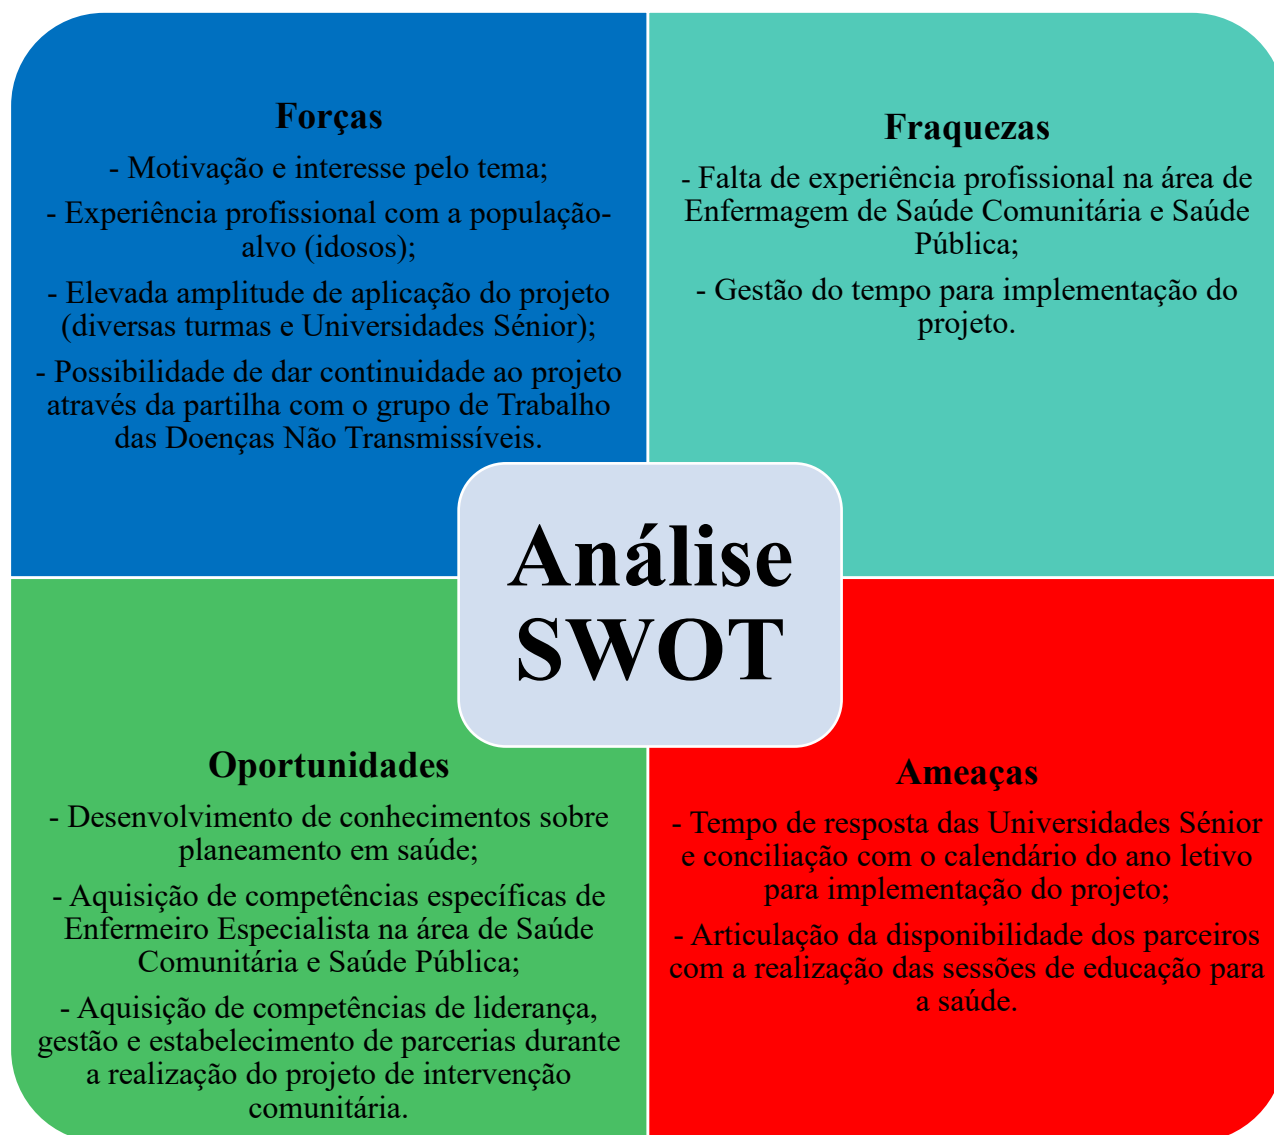 Forças
- Motivação e interesse pelo tema;
- Experiência profissional com a população-
alvo (idosos);
- Elevada amplitude de aplicação do projeto
(diversas turmas e Universidades Sénior);
- Possibilidade de dar continuidade ao projeto
através da partilha com o grupo de Trabalho
das Doenças Não Transmissíveis.
Fraquezas
- Falta de experiência profissional na área de
Enfermagem de Saúde Comunitária e Saúde
Pública;
- Gestão do tempo para implementação do
projeto.
Análise
SWOT
Oportunidades
- Desenvolvimento de conhecimentos sobre
planeamento em saúde;
- Aquisição de competências específicas de
Enfermeiro Especialista na área de Saúde
Comunitária e Saúde Pública;
- Aquisição de competências de liderança,
gestão e estabelecimento de parcerias durante
a realização do projeto de intervenção
comunitária.
Ameaças
- Tempo de resposta das Universidades Sénior
e conciliação com o calendário do ano letivo
para implementação do projeto;
- Articulação da disponibilidade dos parceiros
com a realização das sessões de educação para
a saúde.